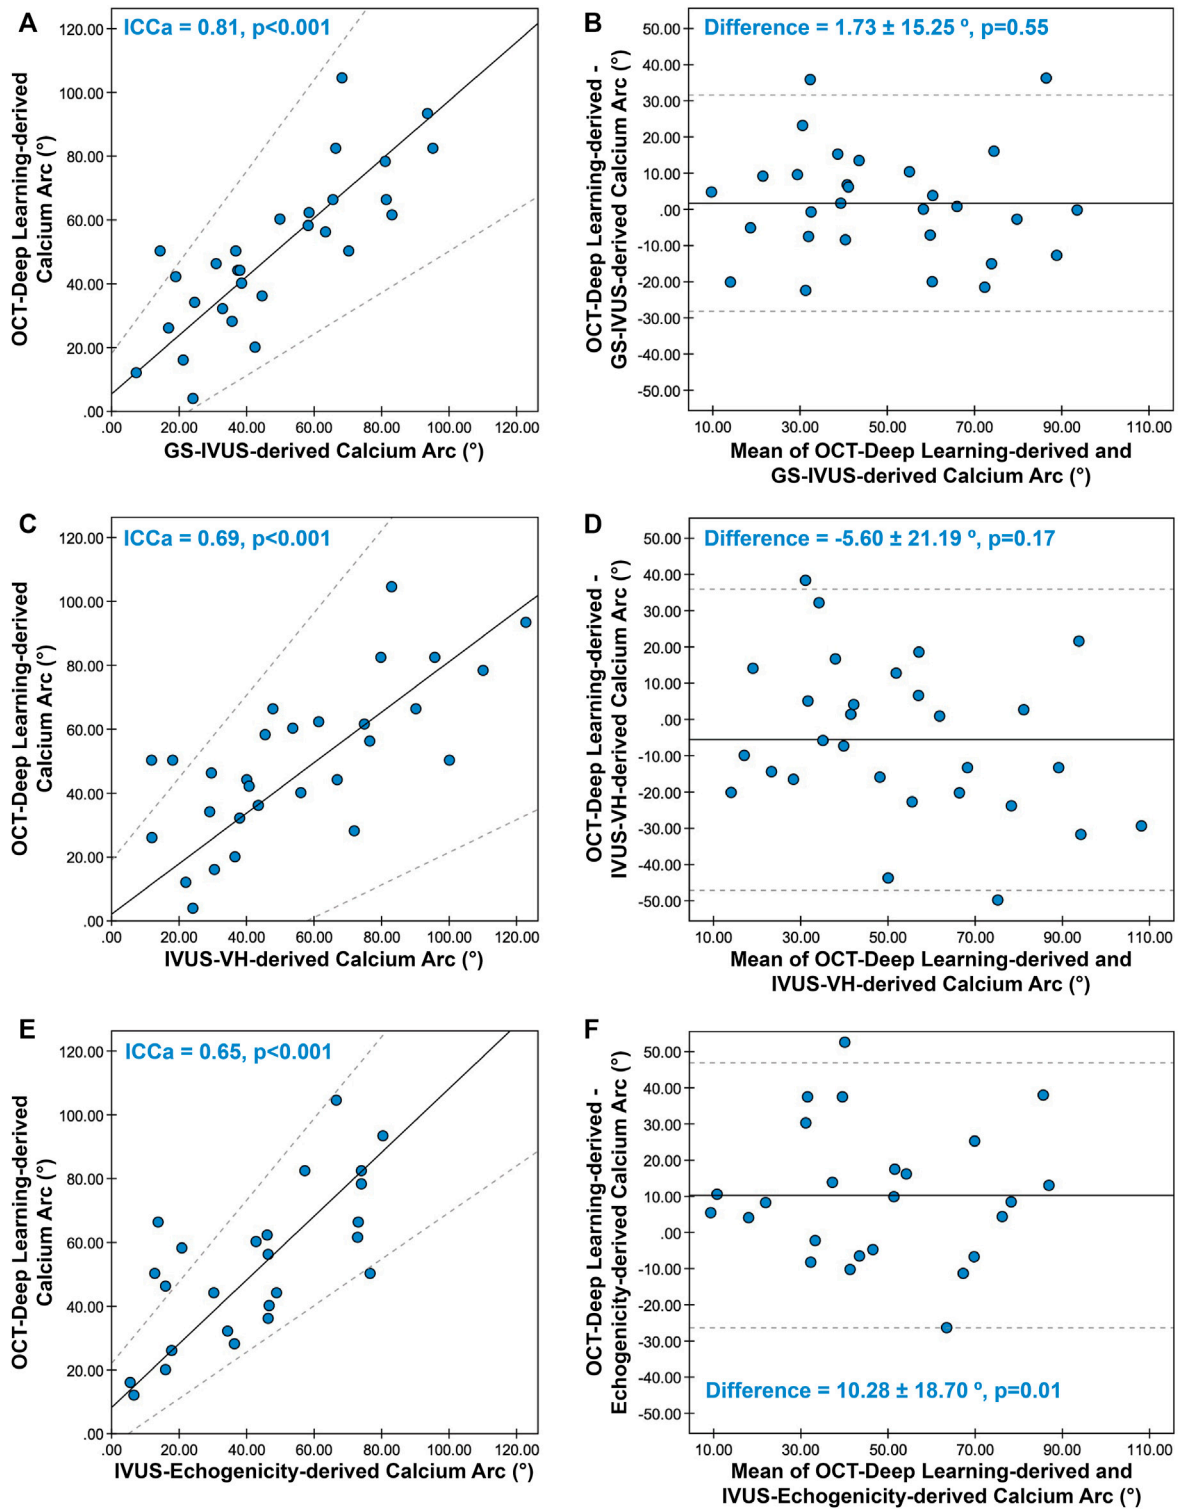 A
ICCa = 0.81, p<0.001
OCT-Deep Learning-derived
Calcium Arc (°)
120.00
100.00
80.00
60.00
40.00
20.00
.00
.00 20.00 40.00 60.00 80.00 100.00 120.00
GS-IVUS-derived Calcium Arc (°)
B
Difference = 1.73 ± 15.25 º, p=0.55
OCT-Deep Learning-derived -
GS-IVUS-derived Calcium Arc (°)
50.00
40.00
30.00
20.00
10.00
.00
-10.00
-20.00
-30.00
-40.00
-50.00
10.00 30.00 50.00 70.00 90.00 110.00
Mean of OCT-Deep Learning-derived and
GS-IVUS-derived Calcium Arc (°)
C
ICCa = 0.69, p<0.001
OCT-Deep Learning-derived
Calcium Arc (°)
120.00
100.00
80.00
60.00
40.00
20.00
.00
.00 20.00 40.00 60.00 80.00 100.00 120.00
IVUS-VH-derived Calcium Arc (°)
D
Difference = -5.60 ± 21.19 º, p=0.17
OCT-Deep Learning-derived -
IVUS-VH-derived Calcium Arc (°)
50.00
40.00
30.00
20.00
10.00
.00
-10.00
-20.00
-30.00
-40.00
-50.00
10.00 30.00 50.00 70.00 90.00 110.00
Mean of OCT-Deep Learning-derived and
IVUS-VH-derived Calcium Arc (°)
E
ICCa = 0.65, p<0.001
OCT-Deep Learning-derived
Calcium Arc (°)
120.00
100.00
80.00
60.00
40.00
20.00
.00
.00 20.00 40.00 60.00 80.00 100.00 120.00
IVUS-Echogenicity-derived Calcium Arc (°)
F
OCT-Deep Learning-derived -
Echogenicity-derived Calcium Arc (°)
50.00
40.00
30.00
20.00
10.00
.00
-10.00
-20.00
-30.00
-40.00
-50.00
Difference = 10.28 ± 18.70 º, p=0.01
10.00 30.00 50.00 70.00 90.00 110.00
Mean of OCT-Deep Learning-derived and
IVUS-Echogenicity-derived Calcium Arc (°)